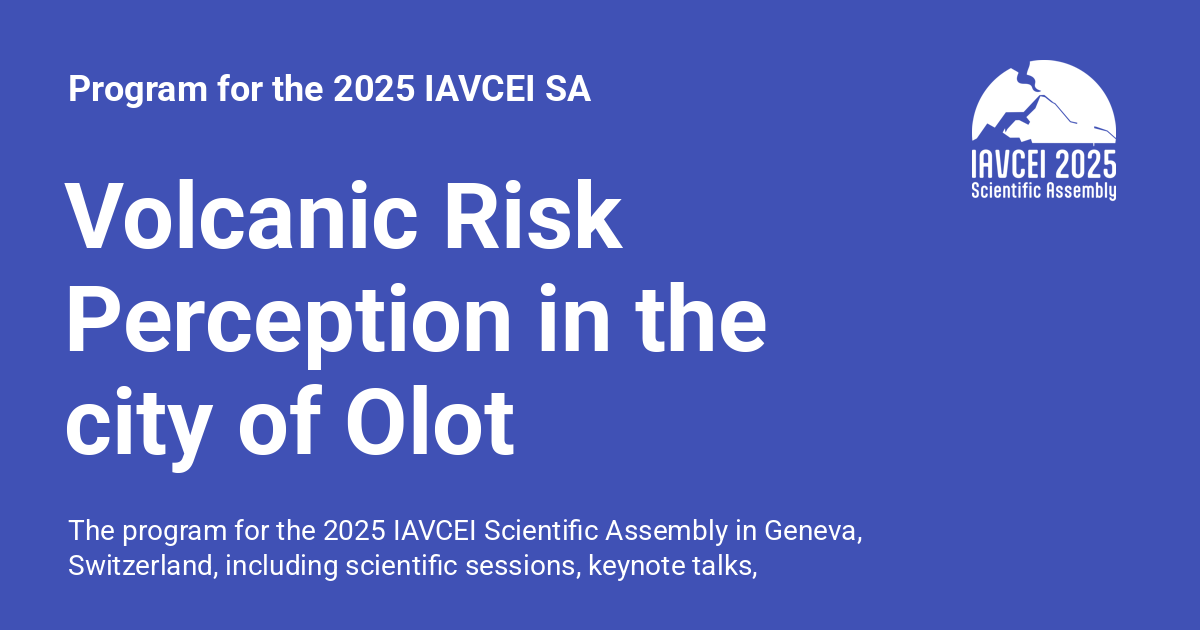 Program for the 2025 IAVCEI SA
IAVCEI 2025
Scientific Assembly
Volcanic Risk
Perception in the
city of Olot
The program for the 2025 IAVCEI Scientific Assembly in Geneva,
Switzerland, including scientific sessions, keynote talks,